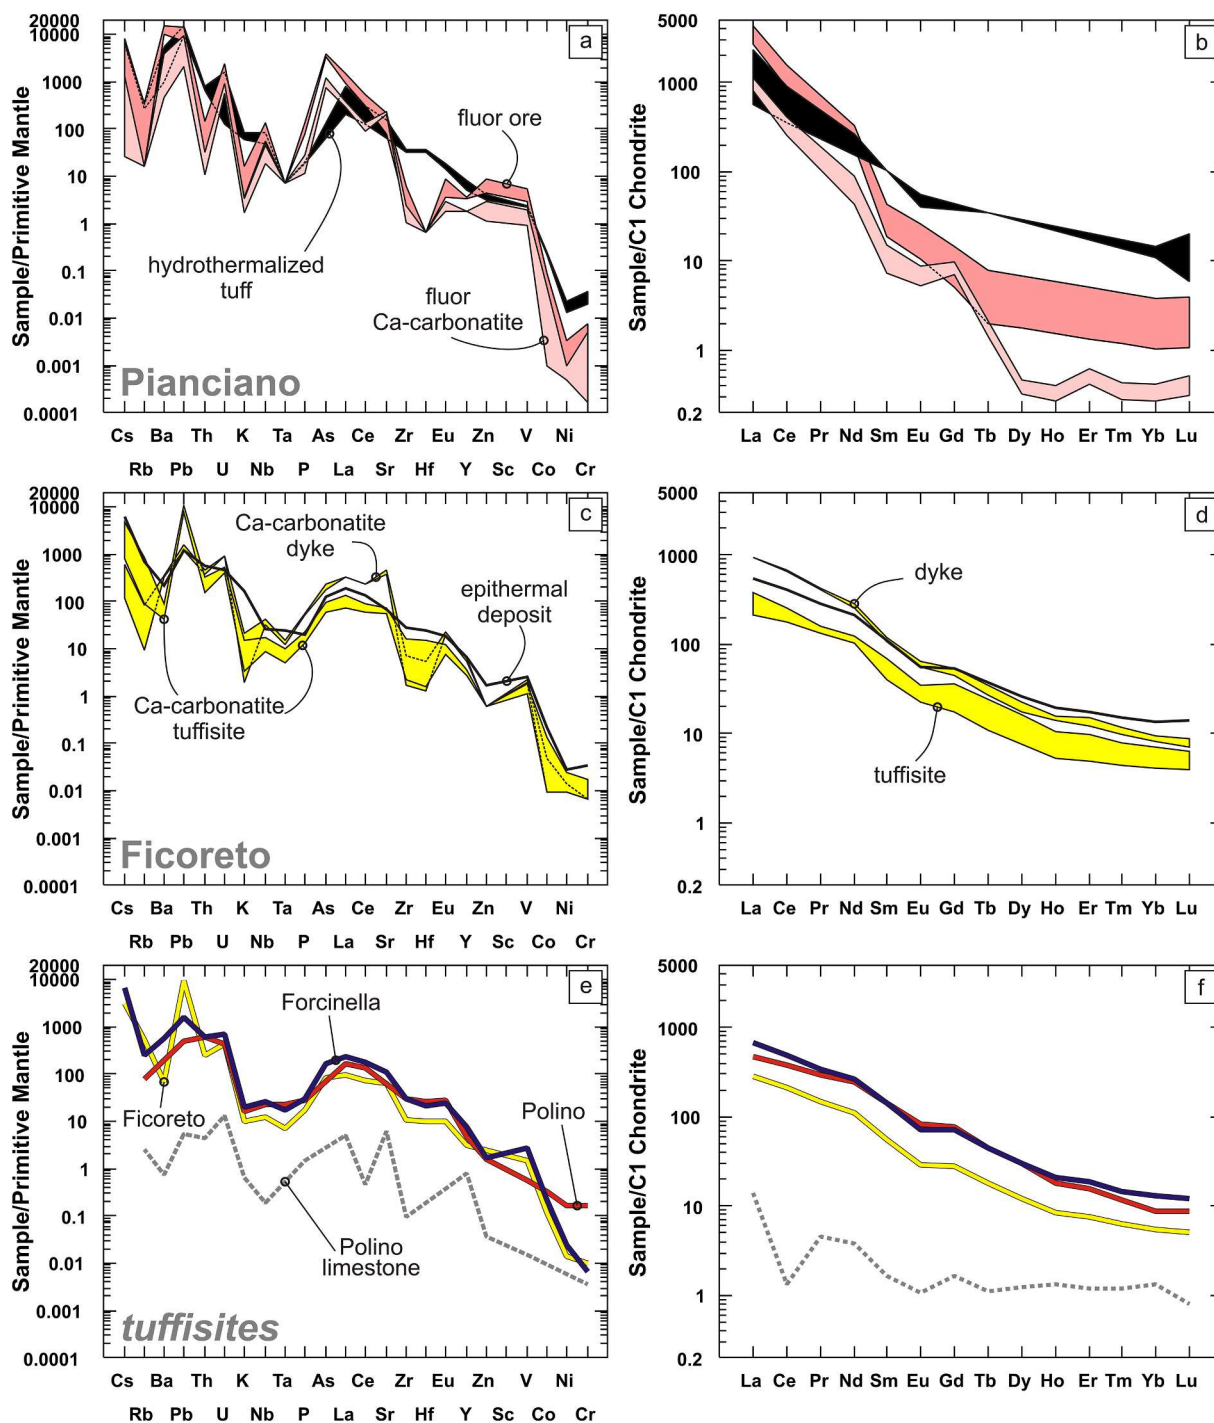 20000
10000
1000
100
10
1
0.1
0.01
0.001
0.0001
Sample/Primitive Mantle
a
fluor ore
hydrothermalized
tuff
fluor
Ca-carbonatite
Pianciano
Cs Ba Th K Ta As Ce Zr Eu Zn V Ni
Rb Pb U Nb P La Sr Hf Y Sc Co Cr
5000
1000
100
10
1
0.2
Sample/C1 Chondrite
b
La Ce Pr Nd Sm Eu Gd Tb Dy Ho Er Tm Yb Lu
20000
10000
1000
100
10
1
0.1
0.01
0.001
0.0001
Sample/Primitive Mantle
c
Ca-carbonatite
dyke
epithermal
deposit
Ca-carbonatite
tuffisite
Ficoreto
Cs Ba Th K Ta As Ce Zr Eu Zn V Ni
Rb Pb U Nb P La Sr Hf Y Sc Co Cr
5000
1000
100
10
1
0.2
Sample/C1 Chondrite
d
dyke
tuffisite
La Ce Pr Nd Sm Eu Gd Tb Dy Ho Er Tm Yb Lu
20000
10000
1000
100
10
1
0.1
0.01
0.001
0.0001
Sample/Primitive Mantle
e
Forcinella
Ficoreto
Polino
Polino
limestone
tuffisites
Cs Ba Th K Ta As Ce Zr Eu Zn V Ni
Rb Pb U Nb P La Sr Hf Y Sc Co Cr
5000
1000
100
10
1
0.2
Sample/C1 Chondrite
f
La Ce Pr Nd Sm Eu Gd Tb Dy Ho Er Tm Yb Lu